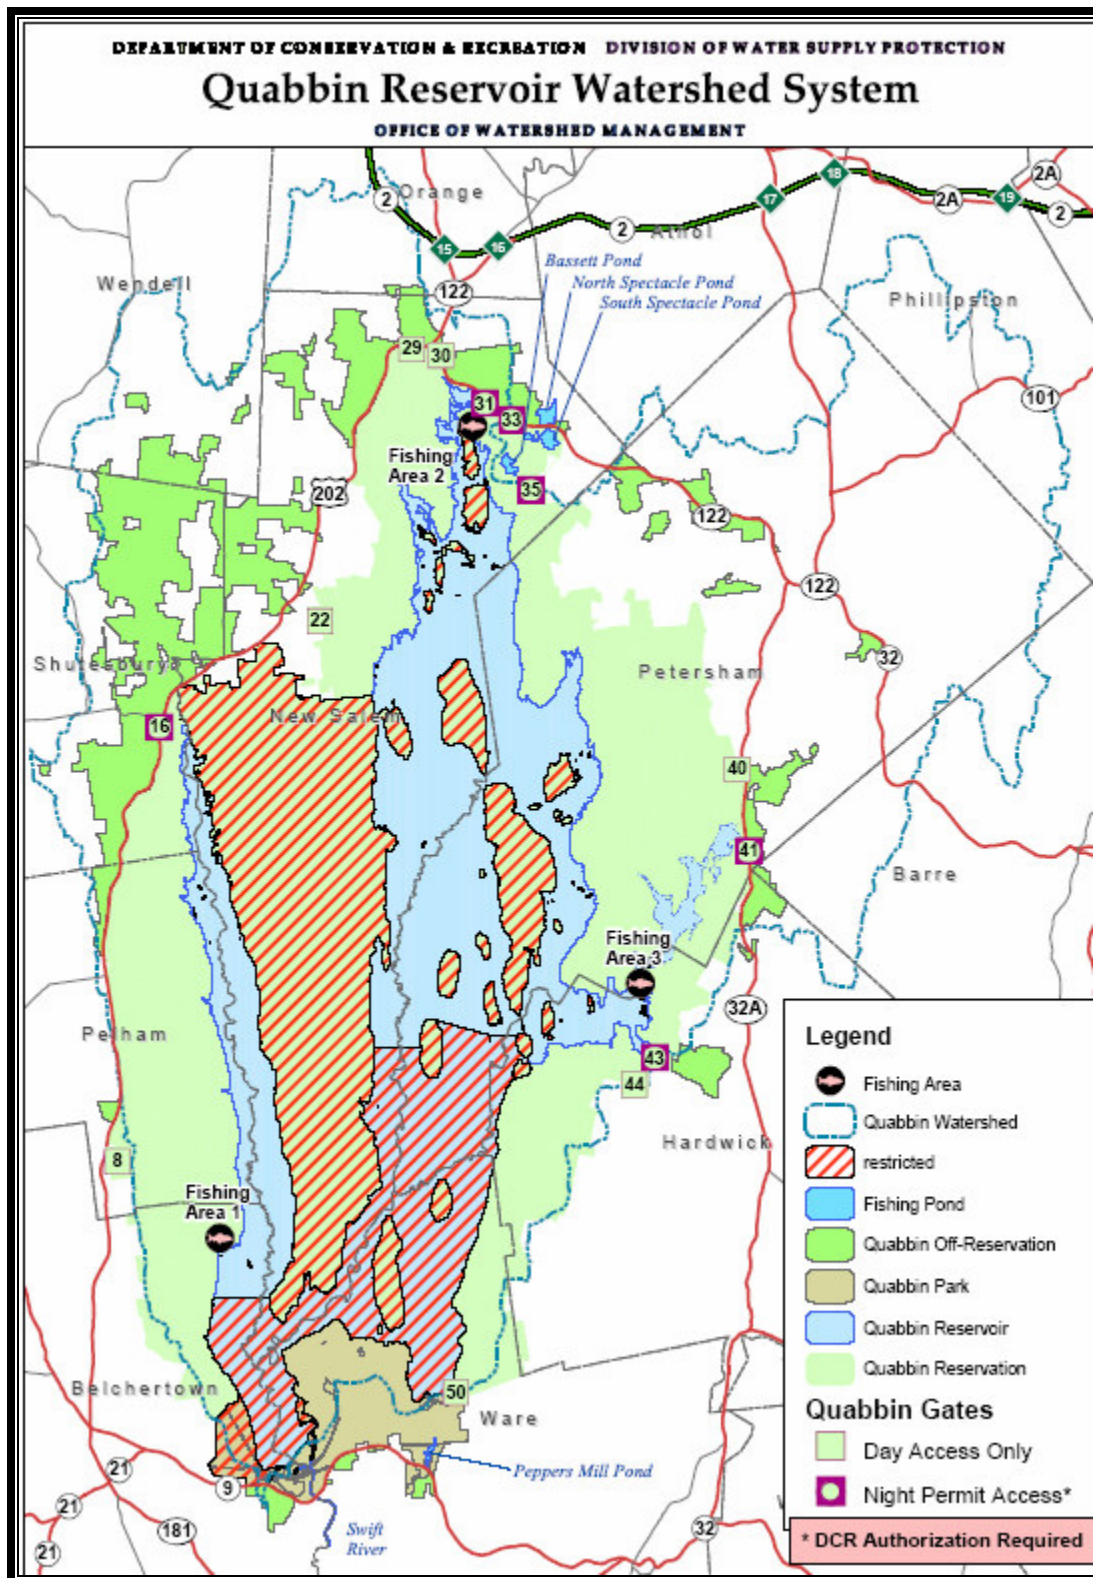 DEPARTMENT OF CONSERVATION & RECREATION DIVISION OF WATER SUPPLY PROTECTION
Quabbin Reservoir Watershed System
OFFICE OF WATERSHED MANAGEMENT
18
2A
17
2A
19
2
Orange
2
2
Athol
15
16
Bassett Pond
North Spectacle Pond
South Spectacle Pond
Wendell
122
Phillipston
29
30
101
31
33
Fishing
Area 2
202
35
122
122
22
32
Shutesbury
Petersham
New Salem
16
40
41
Barre
Fishing
Area 3
32A
Pelham
43
44
Hardwick
8
Fishing
Area 1
Belchertown
50
Ware
Peppers Mill Pond
21
9
21
181
21
Swift
River
32
Legend
Fishing Area
Quabbin Watershed
restricted
Fishing Pond
Quabbin Off-Reservation
Quabbin Park
Quabbin Reservoir
Quabbin Reservation
Quabbin Gates
Day Access Only
Night Permit Access*
* DCR Authorization Required